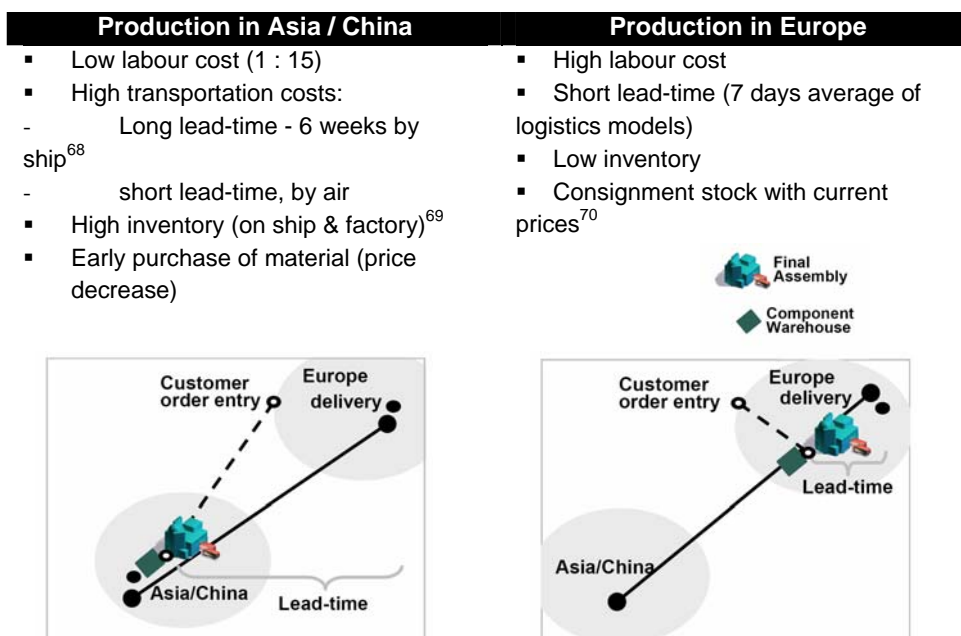 Production in Asia / China
▪ Low labour cost (1 : 15)
▪ High transportation costs:
- Long lead-time - 6 weeks by
ship68
- short lead-time, by air
▪ High inventory (on ship & factory)69
▪ Early purchase of material (price
decrease)
Production in Europe
▪ High labour cost
▪ Short lead-time (7 days average of
logistics models)
▪ Low inventory
▪ Consignment stock with current
prices70
Final
Assembly
Component
Warehouse
Customer
order entry
Europe
delivery
Asia/China
Lead-time
Customer
order entry
Europe
delivery
Lead-time
Asia/China